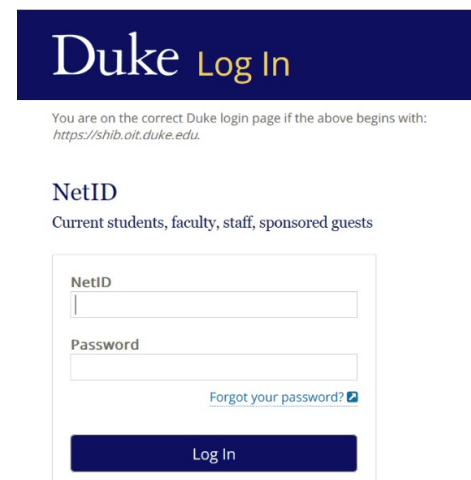 Duke Log In
You are on the correct Duke login page if the above begins with:
https://shib.oit.duke.edu.
NetID
Current students, faculty, staff, sponsored guests
NetID
Password
Forgot your password?
Log In